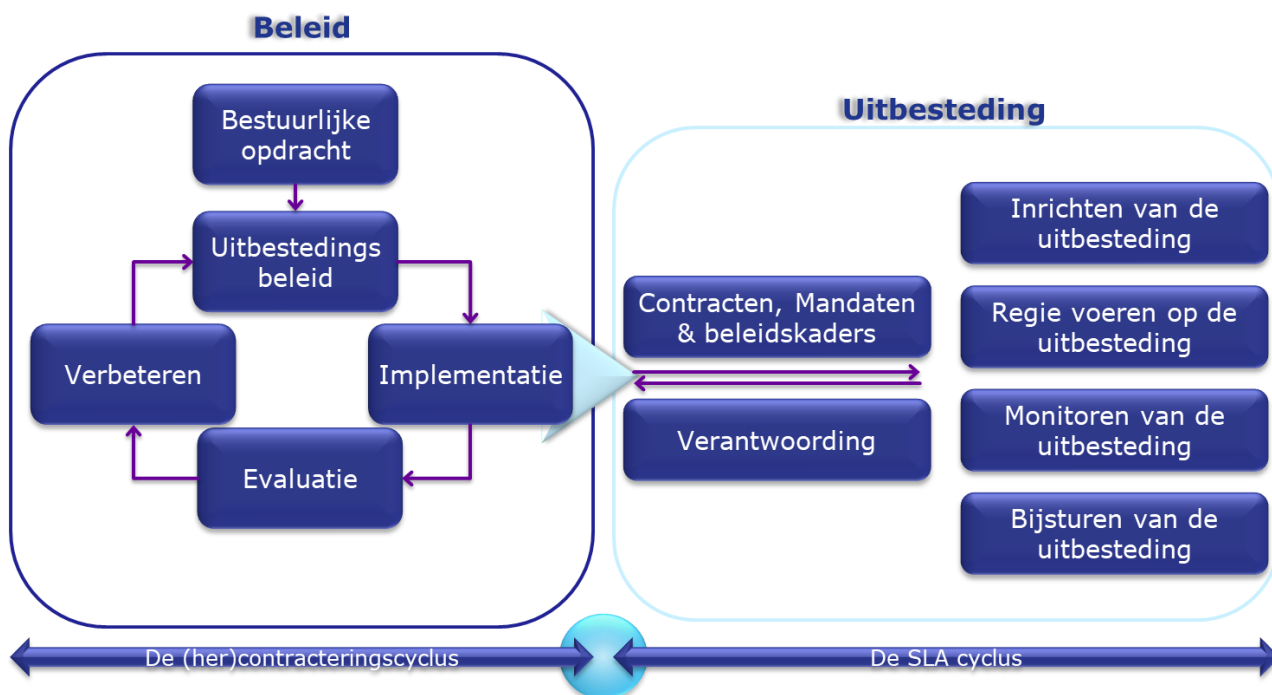 Beleid
Bestuurlijke
opdracht
Uitbestedings
beleid
Verbeteren
Implementatie
Evaluatie
Uitbesteding
Contracten, Mandaten
& beleidskaders
Verantwoording
Inrichten van de
uitbesteding
Regie voeren op de
uitbesteding
Monitoren van de
uitbesteding
Bijsturen van de
uitbesteding
De (her)contracteringscyclus
De SLA cyclus